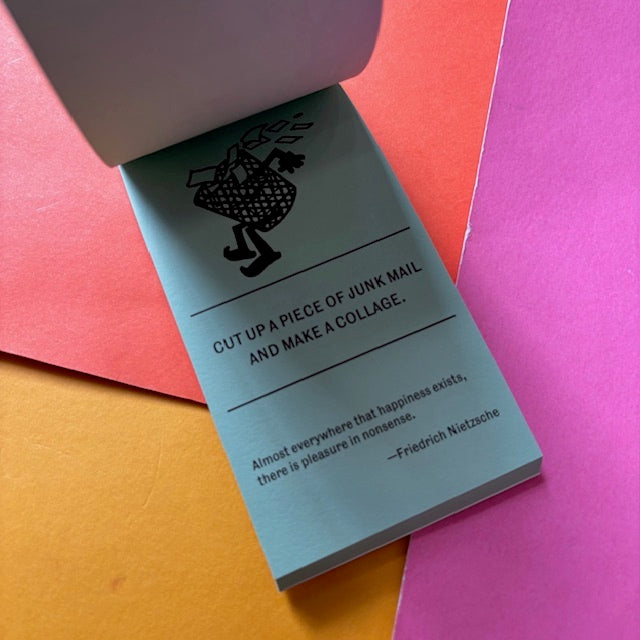 CUT UP A PIECE OF JUNK MAIL
AND MAKE A COLLAGE.
Almost everywhere that happiness exists,
there is pleasure in nonsense.
—Friedrich Nietzsche